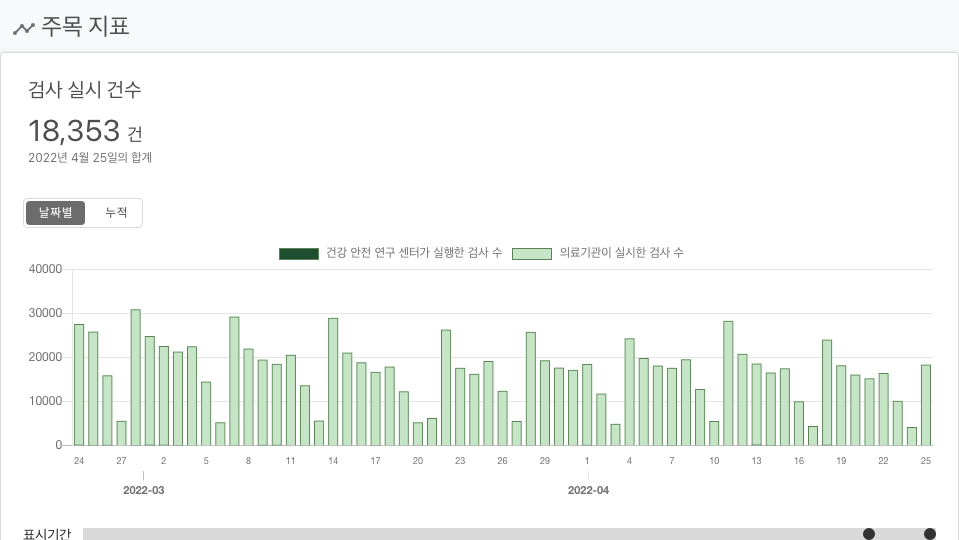 주목 지표
검사 실시 건수
18,353 건
2022년 4월 25일의 합계
날짜별 누적
건강 안전 연구 센터가 실행한 검사 수 의료기관이 실시한 검사 수
40000
30000
20000
10000
0
24 27 2 5 8 11 14 17 20 23 26 29 1 4 7 10 13 16 19 22 25
2022-03 2022-04
표시기간